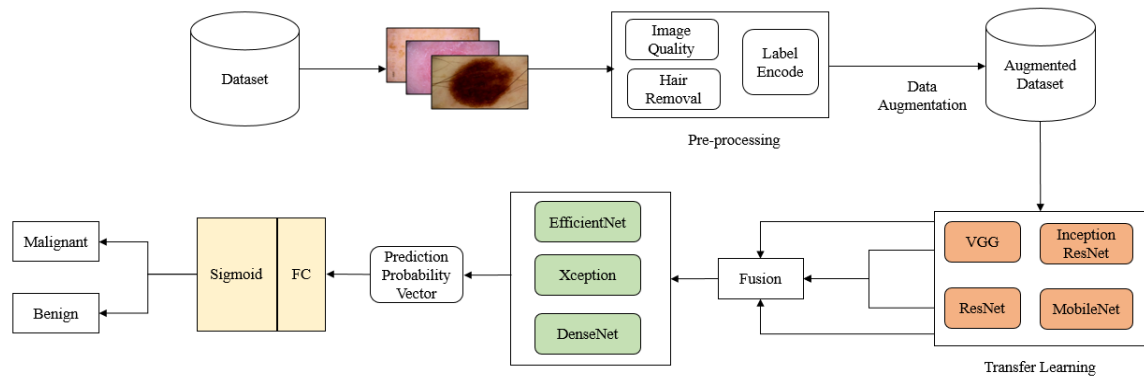 Dataset
Image
Quality
Hair
Removal
Label
Encode
Pre-processing
Data
Augmentation
Augmented
Dataset
VGG
Inception
ResNet
ResNet
MobileNet
Transfer Learning
Fusion
EfficientNet
Xception
DenseNet
Prediction
Probability
Vector
FC
Sigmoid
Malignant
Benign